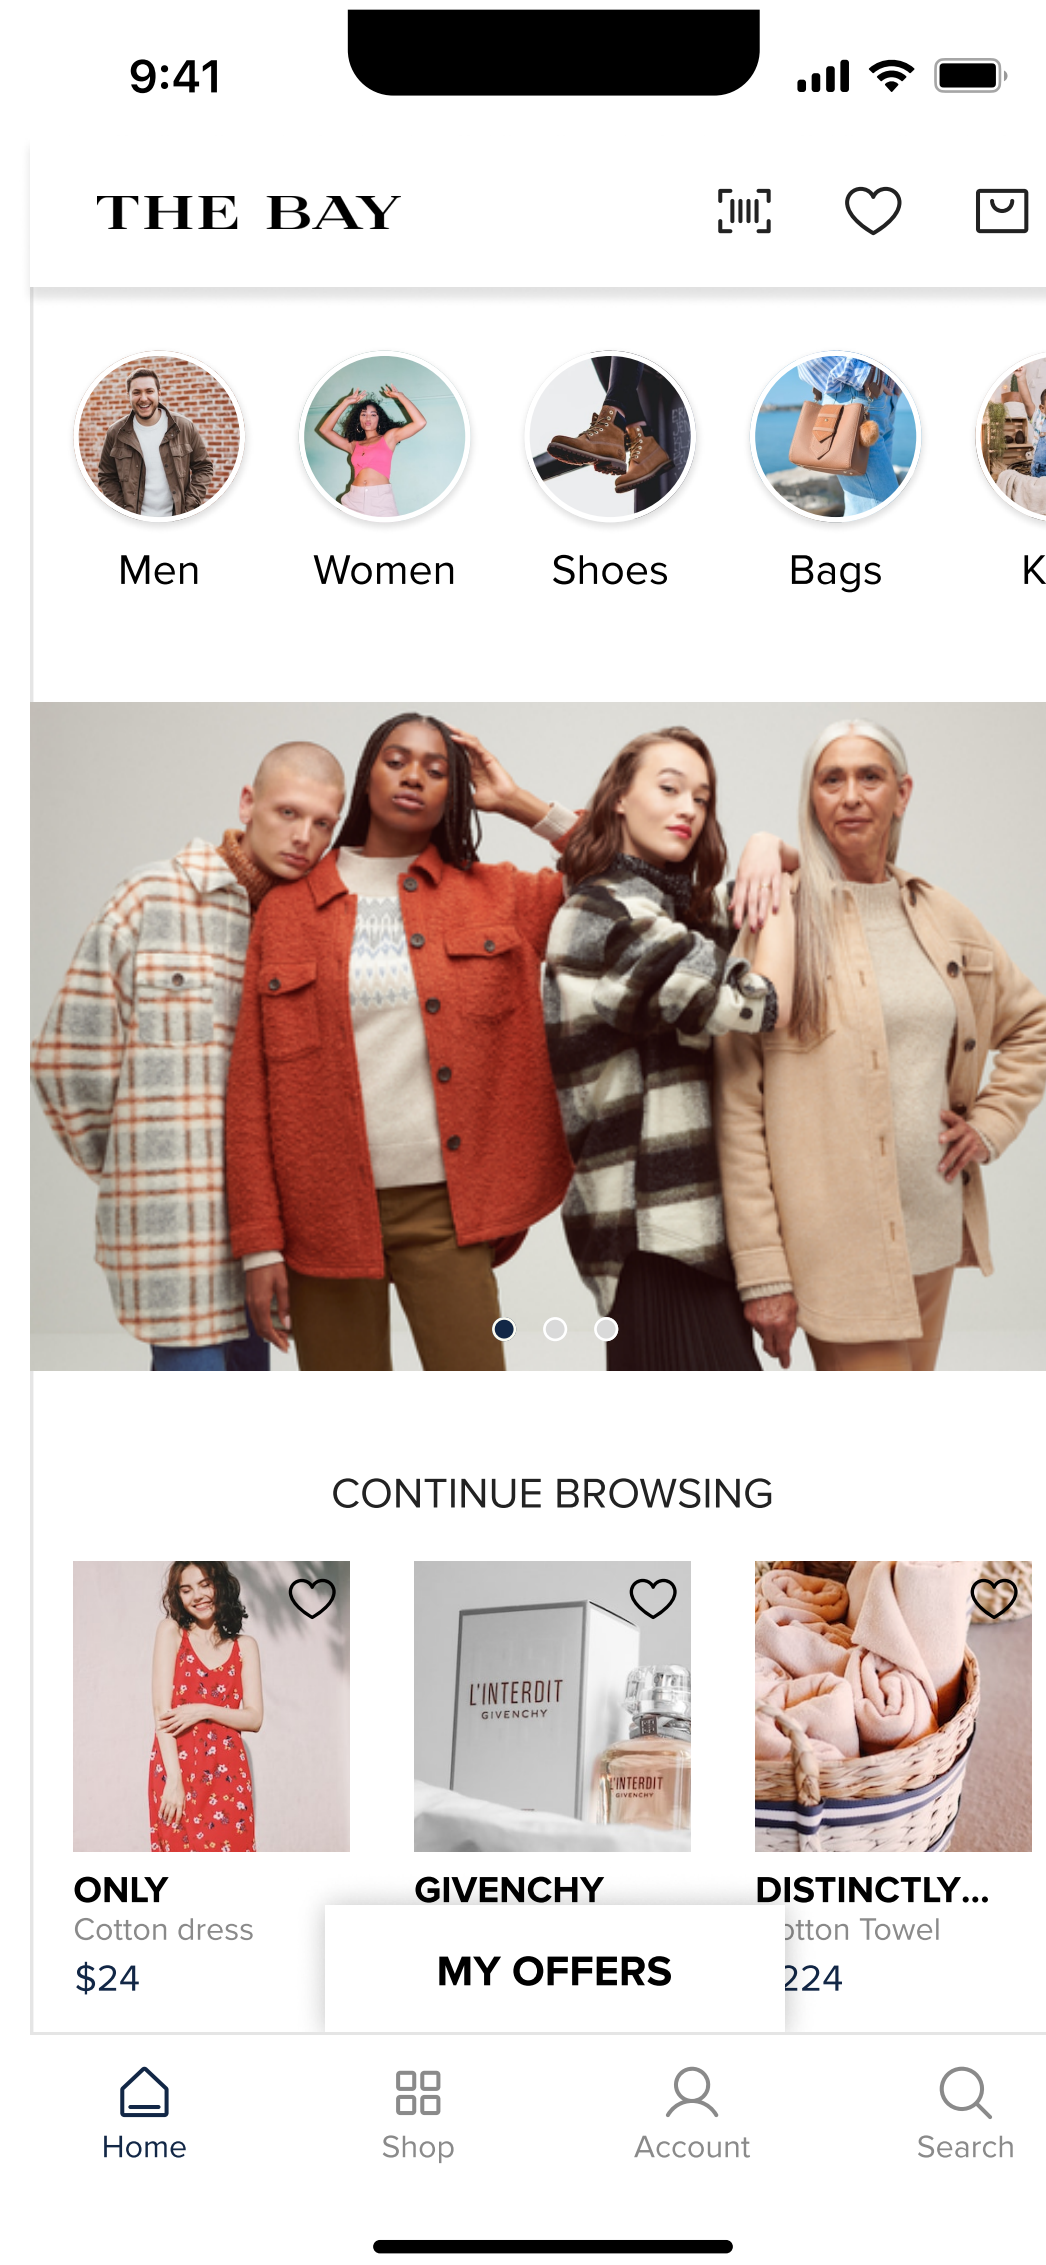 9:41
THE BAY
Men Women Shoes Bags K
CONTINUE BROWSING
L'INTERDIT
GIVENCHY
L'INTERDIT
GIVENCHY
ONLY GIVENCHY DISTINCTLY...
Cotton dress otton Towel
$24 224
MY OFFERS
Home Shop Account Search